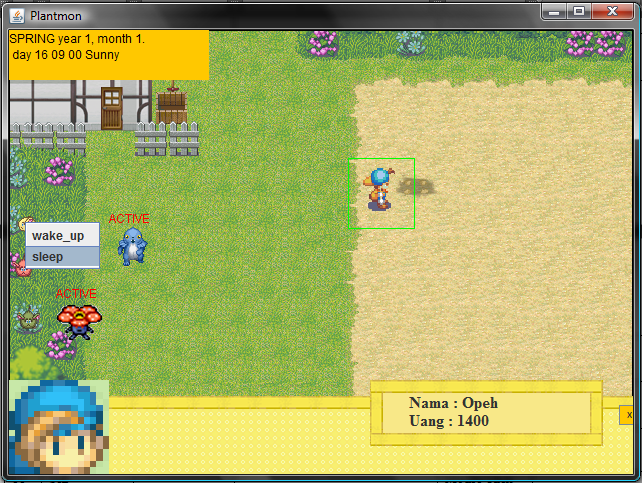 Plantmon
SPRING year 1, month 1.
day 16 09 00 Sunny
ACTIVE
wake_up
sleep
ACTIVE
Nama : Opeh
Uang : 1400
x